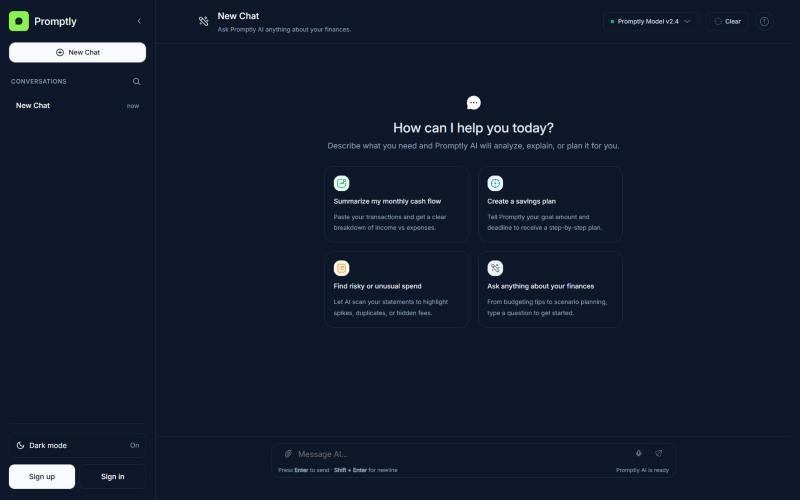 Promptly
New Chat
CONVERSATIONS
New Chat
now
Dark mode
On
Sign up
Sign in
New Chat
Ask Promptly AI anything about your finances.
Promptly Model v2.4
Clear
How can I help you today?
Describe what you need and Promptly AI will analyze, explain, or plan it for you.
Summarize my monthly cash flow
Paste your transactions and get a clear
breakdown of income vs expenses.
Create a savings plan
Tell Promptly your goal amount and
deadline to receive a step-by-step plan.
Find risky or unusual spend
Let AI scan your statements to highlight
spikes, duplicates, or hidden fees.
Ask anything about your finances
From budgeting tips to scenario planning,
type a question to get started.
Message AI...
Press Enter to send · Shift + Enter for newline
Promptly AI is ready